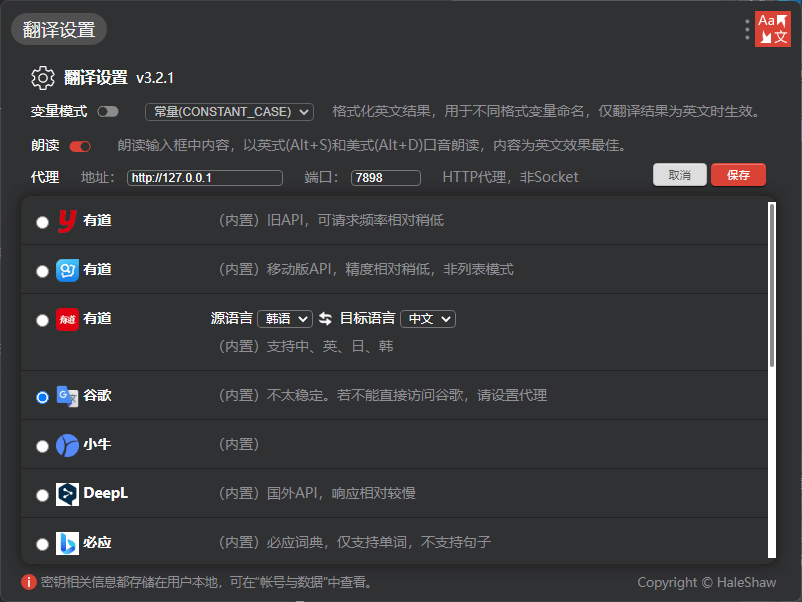 翻译设置
Aa
文
翻译设置 v3.2.1
变量模式 常量(CONSTANT_CASE) 格式化英文结果，用于不同格式变量命名，仅翻译结果为英文时生效。
朗读 朗读输入框中内容，以英式(Alt+S)和美式(Alt+D)口音朗读，内容为英文效果最佳。
代理 地址： http://127.0.0.1 端口： 7898 HTTP代理，非Socket 取消 保存
有道 （内置）旧API，可请求频率相对稍低
有道 （内置）移动版API，精度相对稍低，非列表模式
有道 有道 源语言 韩语 目标语言 中文
（内置）支持中、英、日、韩
谷歌 （内置）不太稳定。若不能直接访问谷歌，请设置代理
小牛 （内置）
DeepL （内置）国外API，响应相对较慢
必应 （内置）必应词典，仅支持单词，不支持句子
密钥相关信息都存储在用户本地，可在“帐号与数据”中查看。 Copyright © HaleShaw